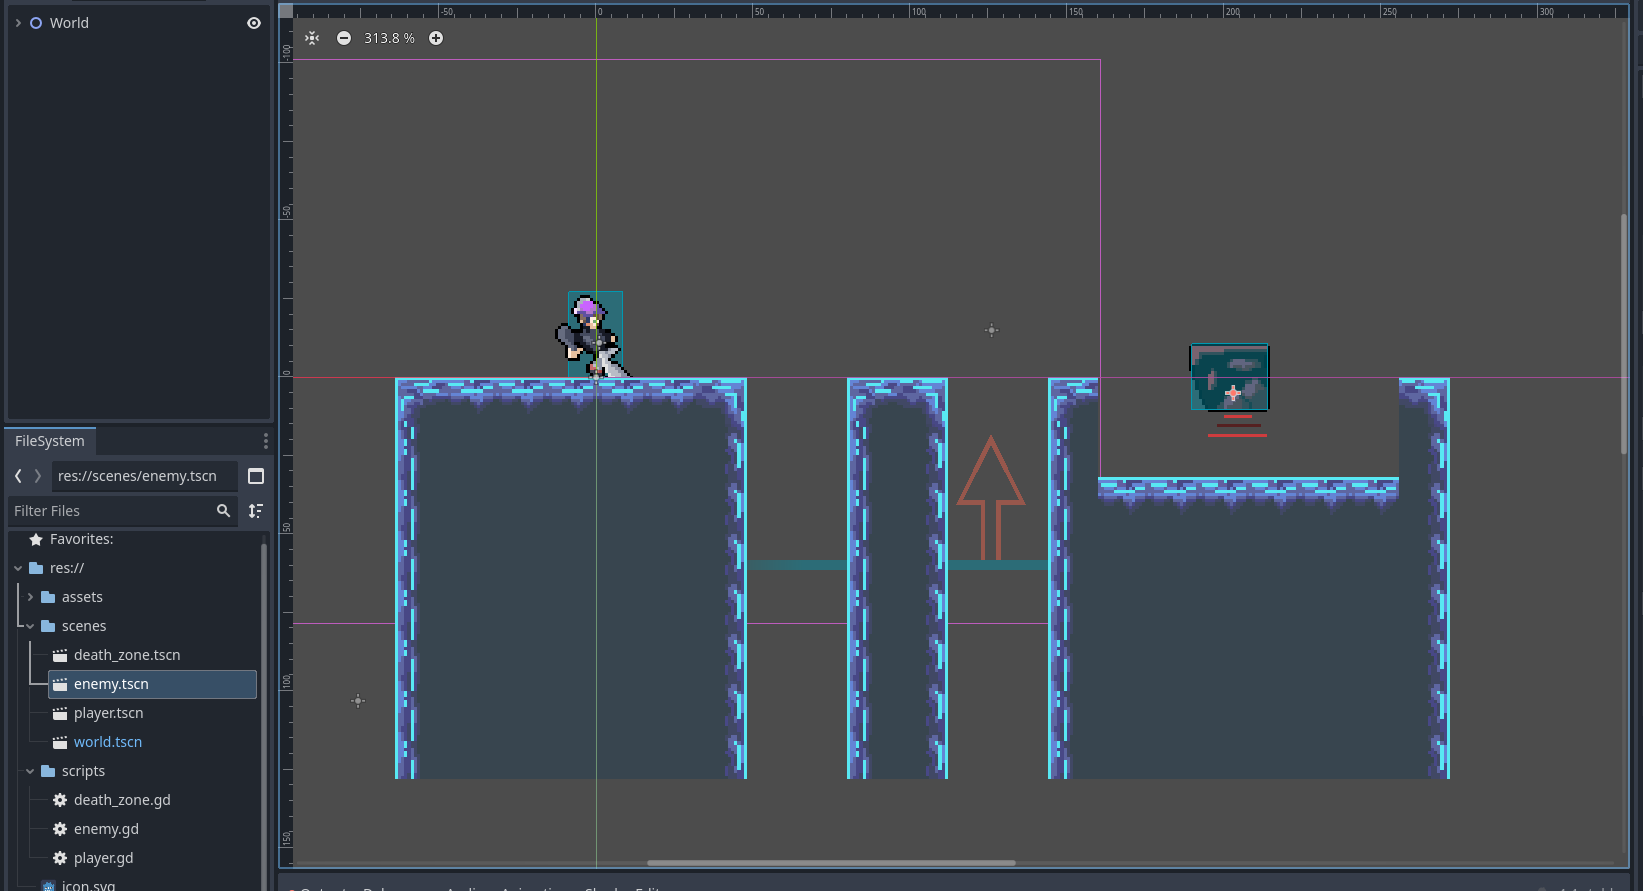 World
-50 0 50 100 150 200 250 300
313.8 %
-100
-50
0
50
100
150
FileSystem
res://scenes/enemy.tscn
Filter Files
Favorites:
res://
assets
scenes
death_zone.tscn
enemy.tscn
player.tscn
world.tscn
scripts
death_zone.gd
enemy.gd
player.gd
icon.svg